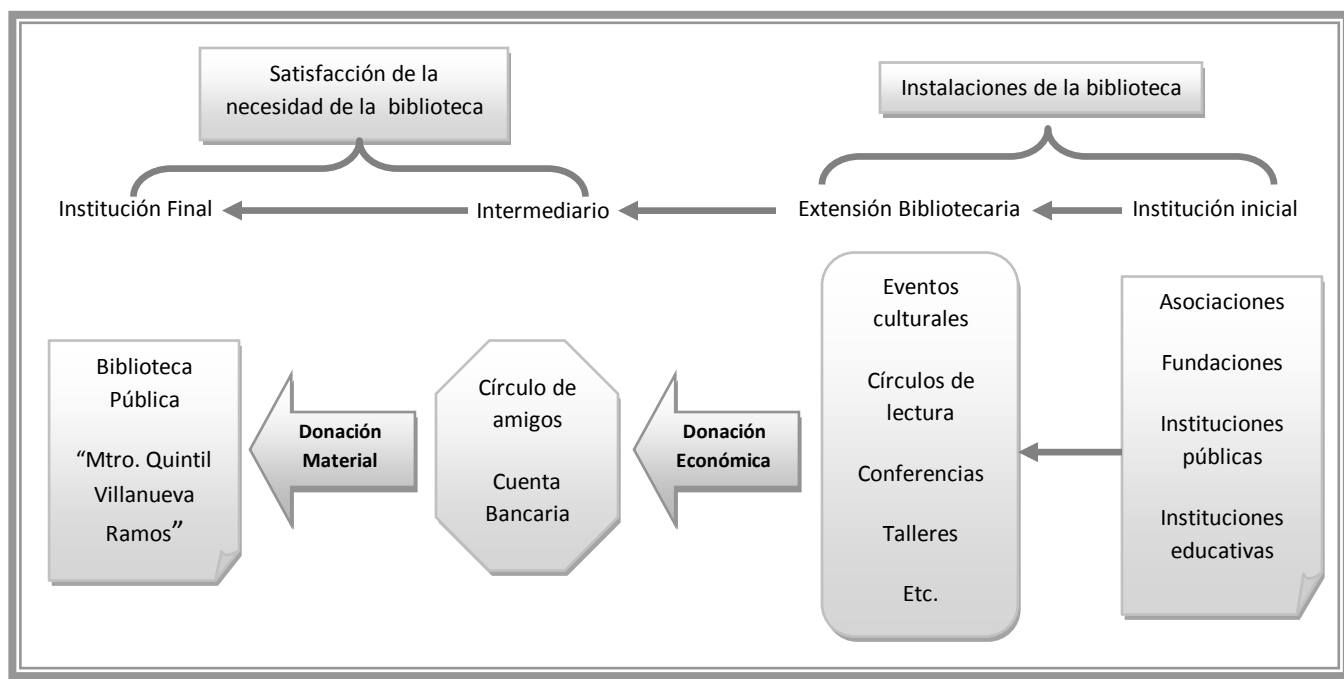 Satisfacción de la
necesidad de la biblioteca
Instalaciones de la biblioteca
Institución Final
Intermediario
Extensión Bibliotecaria
Institución inicial
Biblioteca
Pública
“Mtro. Quintil
Villanueva
Ramos”
Donación
Material
Círculo de
amigos
Cuenta
Bancaria
Donación
Económica
Eventos
culturales
Círculos de
lectura
Conferencias
Talleres
Etc.
Asociaciones
Fundaciones
Instituciones
públicas
Instituciones
educativas